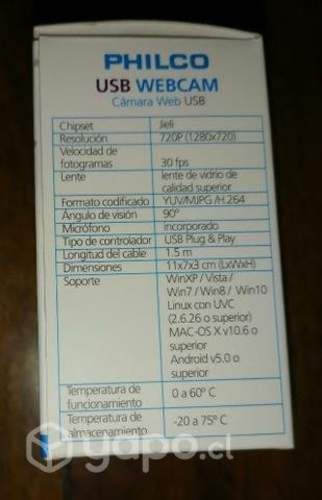 PHILCO
USB WEBCAM
Cámara Web USB
Chipset Jieli
Resolución 720P (1280x720)
Velocidad de
fotogramas 30 fps
Lente lente de vidrio de
calidad superior
Formato codificado YUV/MJPG /H.264
Angulo de visión 90°
Micrófono incorporado
Tipo de controlador USB Plug & Play
Longitud del cable 1.5 m
Dimensiones 11x7x3 cm (LxWxH)
Soporte WinXP / Vista /
Win7 / Win8 / Win10
Linux con UVC
(2.6.26 o superior)
MAC-OS X v10.6 o
superior
Android v5.0 o
superior
Temperatura de
funcionamiento 0 a 60° C
Temperatura de
almacenamiento -20 a 75° C
yapo.cl